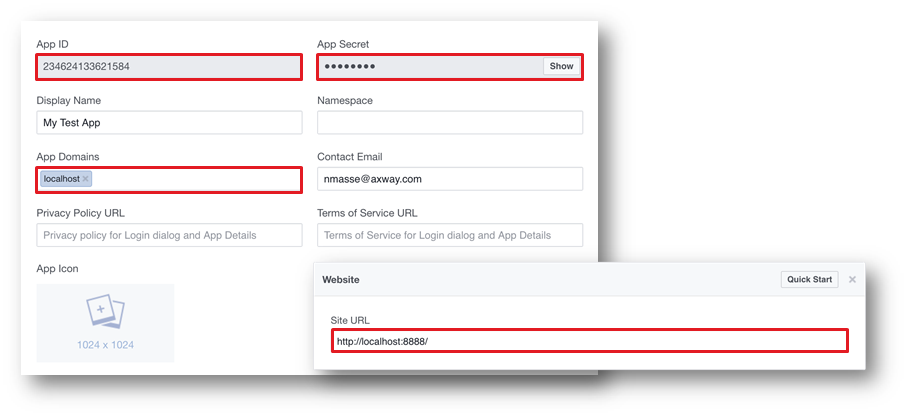 App ID
App Secret
234624133621584
●●●●●●●●
Show
Display Name
Namespace
My Test App
App Domains
Contact Email
localhost ×
nmasse@axway.com
Privacy Policy URL
Terms of Service URL
Privacy policy for Login dialog and App Details
Terms of Service for Login dialog and App Details
App Icon
1024 x 1024
Website
Quick Start
×
Site URL
http://localhost:8888/